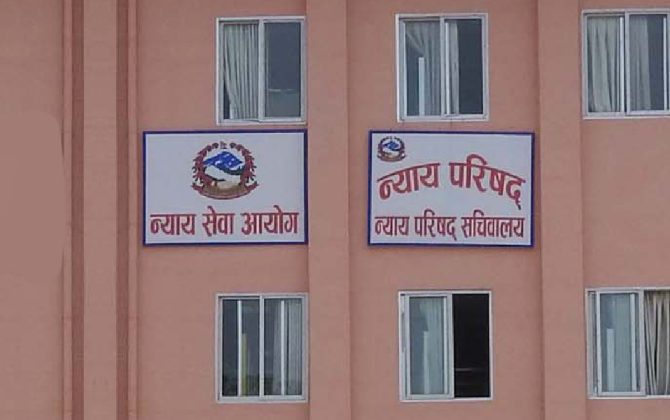 न्याय सेवा आयोग
न्याय परिषद्
न्याय परिषद् सचिवालय